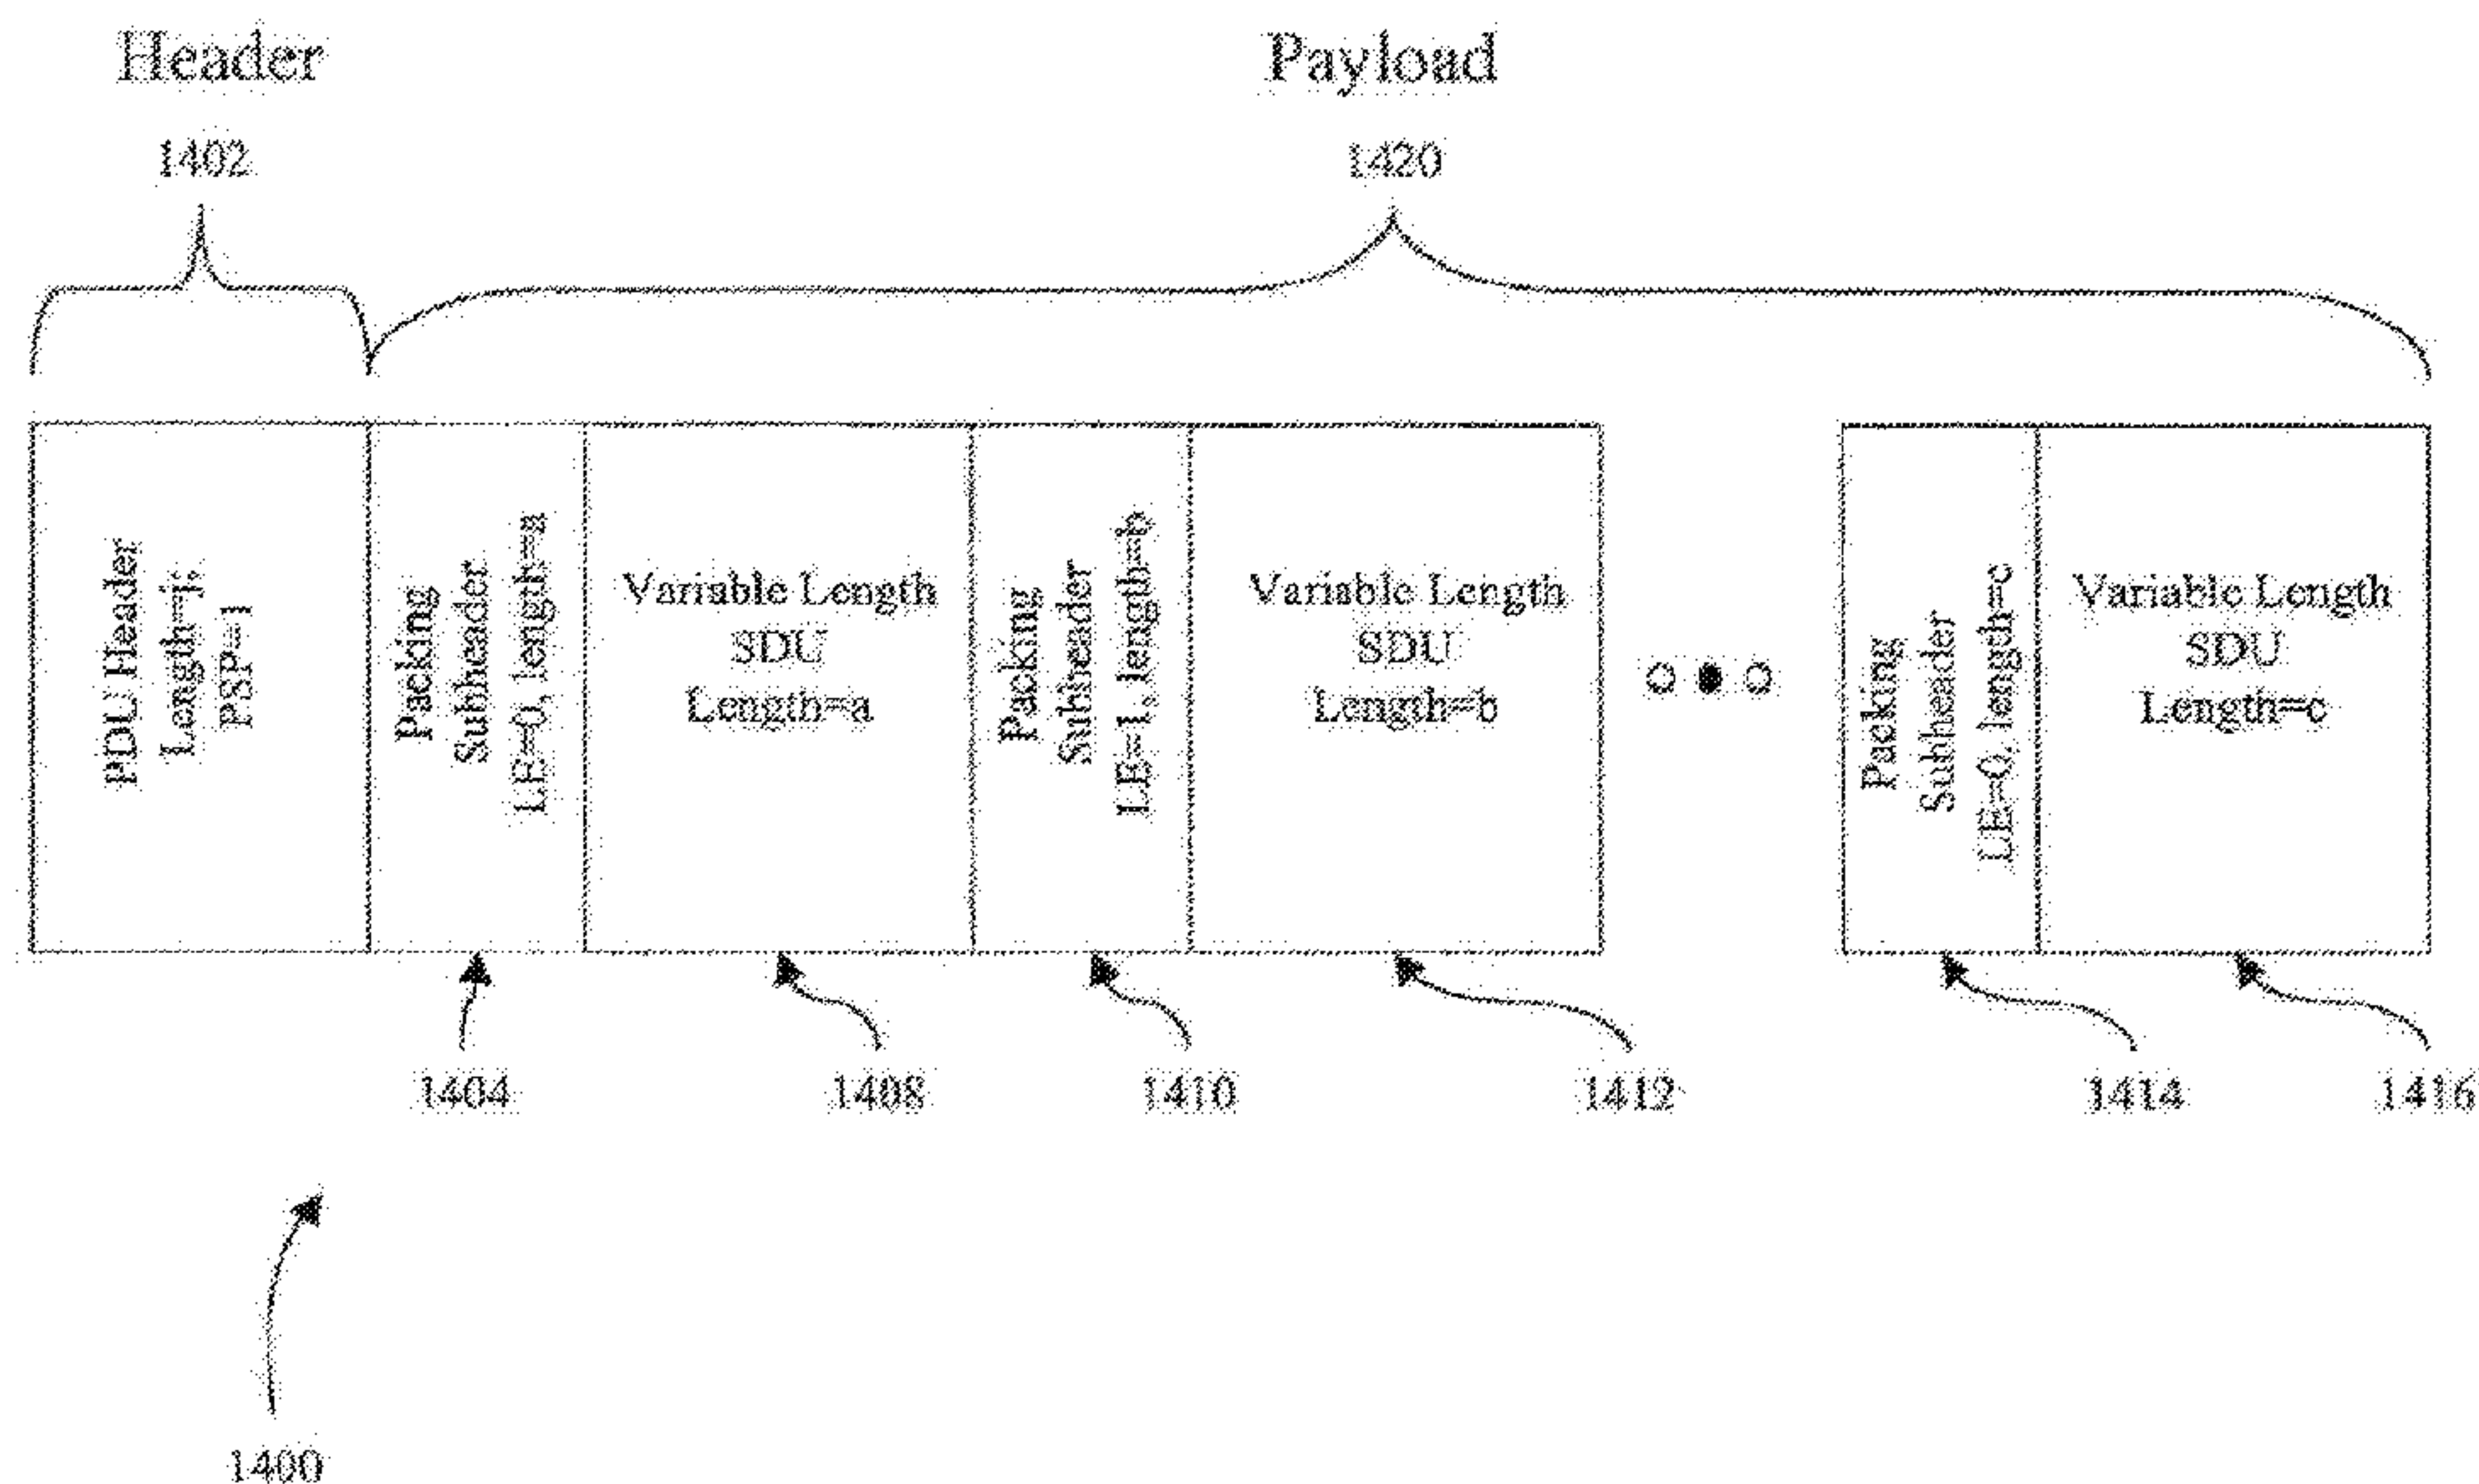 Header
1402
Payload
1420
PDU Header
Length=j;
PSP=1
Packing
Subheader
LE=0, length=a
Variable Length
SDU
Length=a
Packing
Subheader
LE=1, length=b
Variable Length
SDU
Length=b
Packing
Subheader
LE=0, length=c
Variable Length
SDU
Length=c
1404
1408
1410
1412
1414
1416
1400